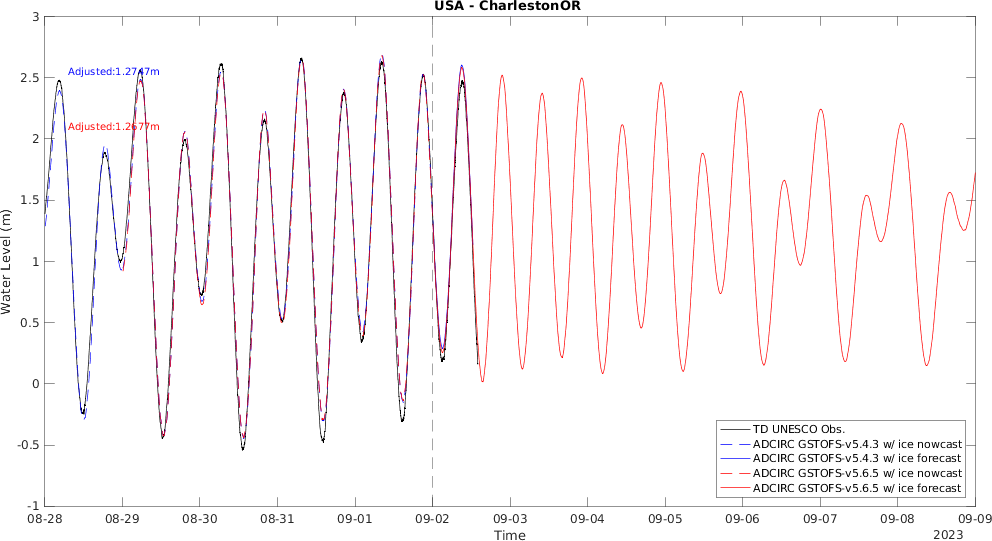 USA - CharlestonOR
Adjusted:1.2747m
Adjusted:1.2677m
Water Level (m)
3
2.5
2
1.5
1
0.5
0
-0.5
-1
TD UNESCO Obs.
ADCIRC GSTOFS-v5.4.3 w/ ice nowcast
ADCIRC GSTOFS-v5.4.3 w/ ice forecast
ADCIRC GSTOFS-v5.6.5 w/ ice nowcast
ADCIRC GSTOFS-v5.6.5 w/ ice forecast
08-28 08-29 08-30 08-31 09-01 09-02 09-03 09-04 09-05 09-06 09-07 09-08 09-09
Time
2023